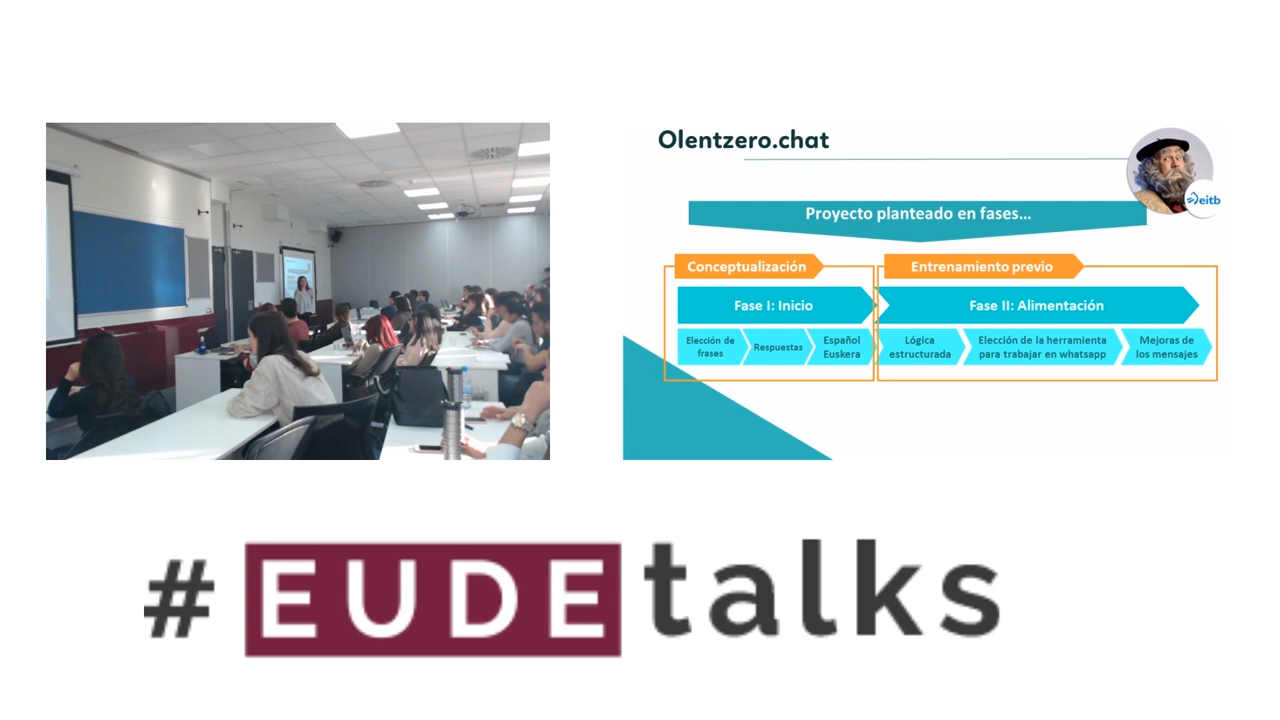 Olentzero.chat
eitb
Proyecto planteado en fases...
Conceptualización
Entrenamiento previo
Fase I: Inicio
Fase II: Alimentación
Elección de
frases
Respuestas
Español
Euskera
Lógica
estructurada
Elección de la herramienta
para trabajar en whatsapp
Mejoras de
los mensajes
#EUDEtalks